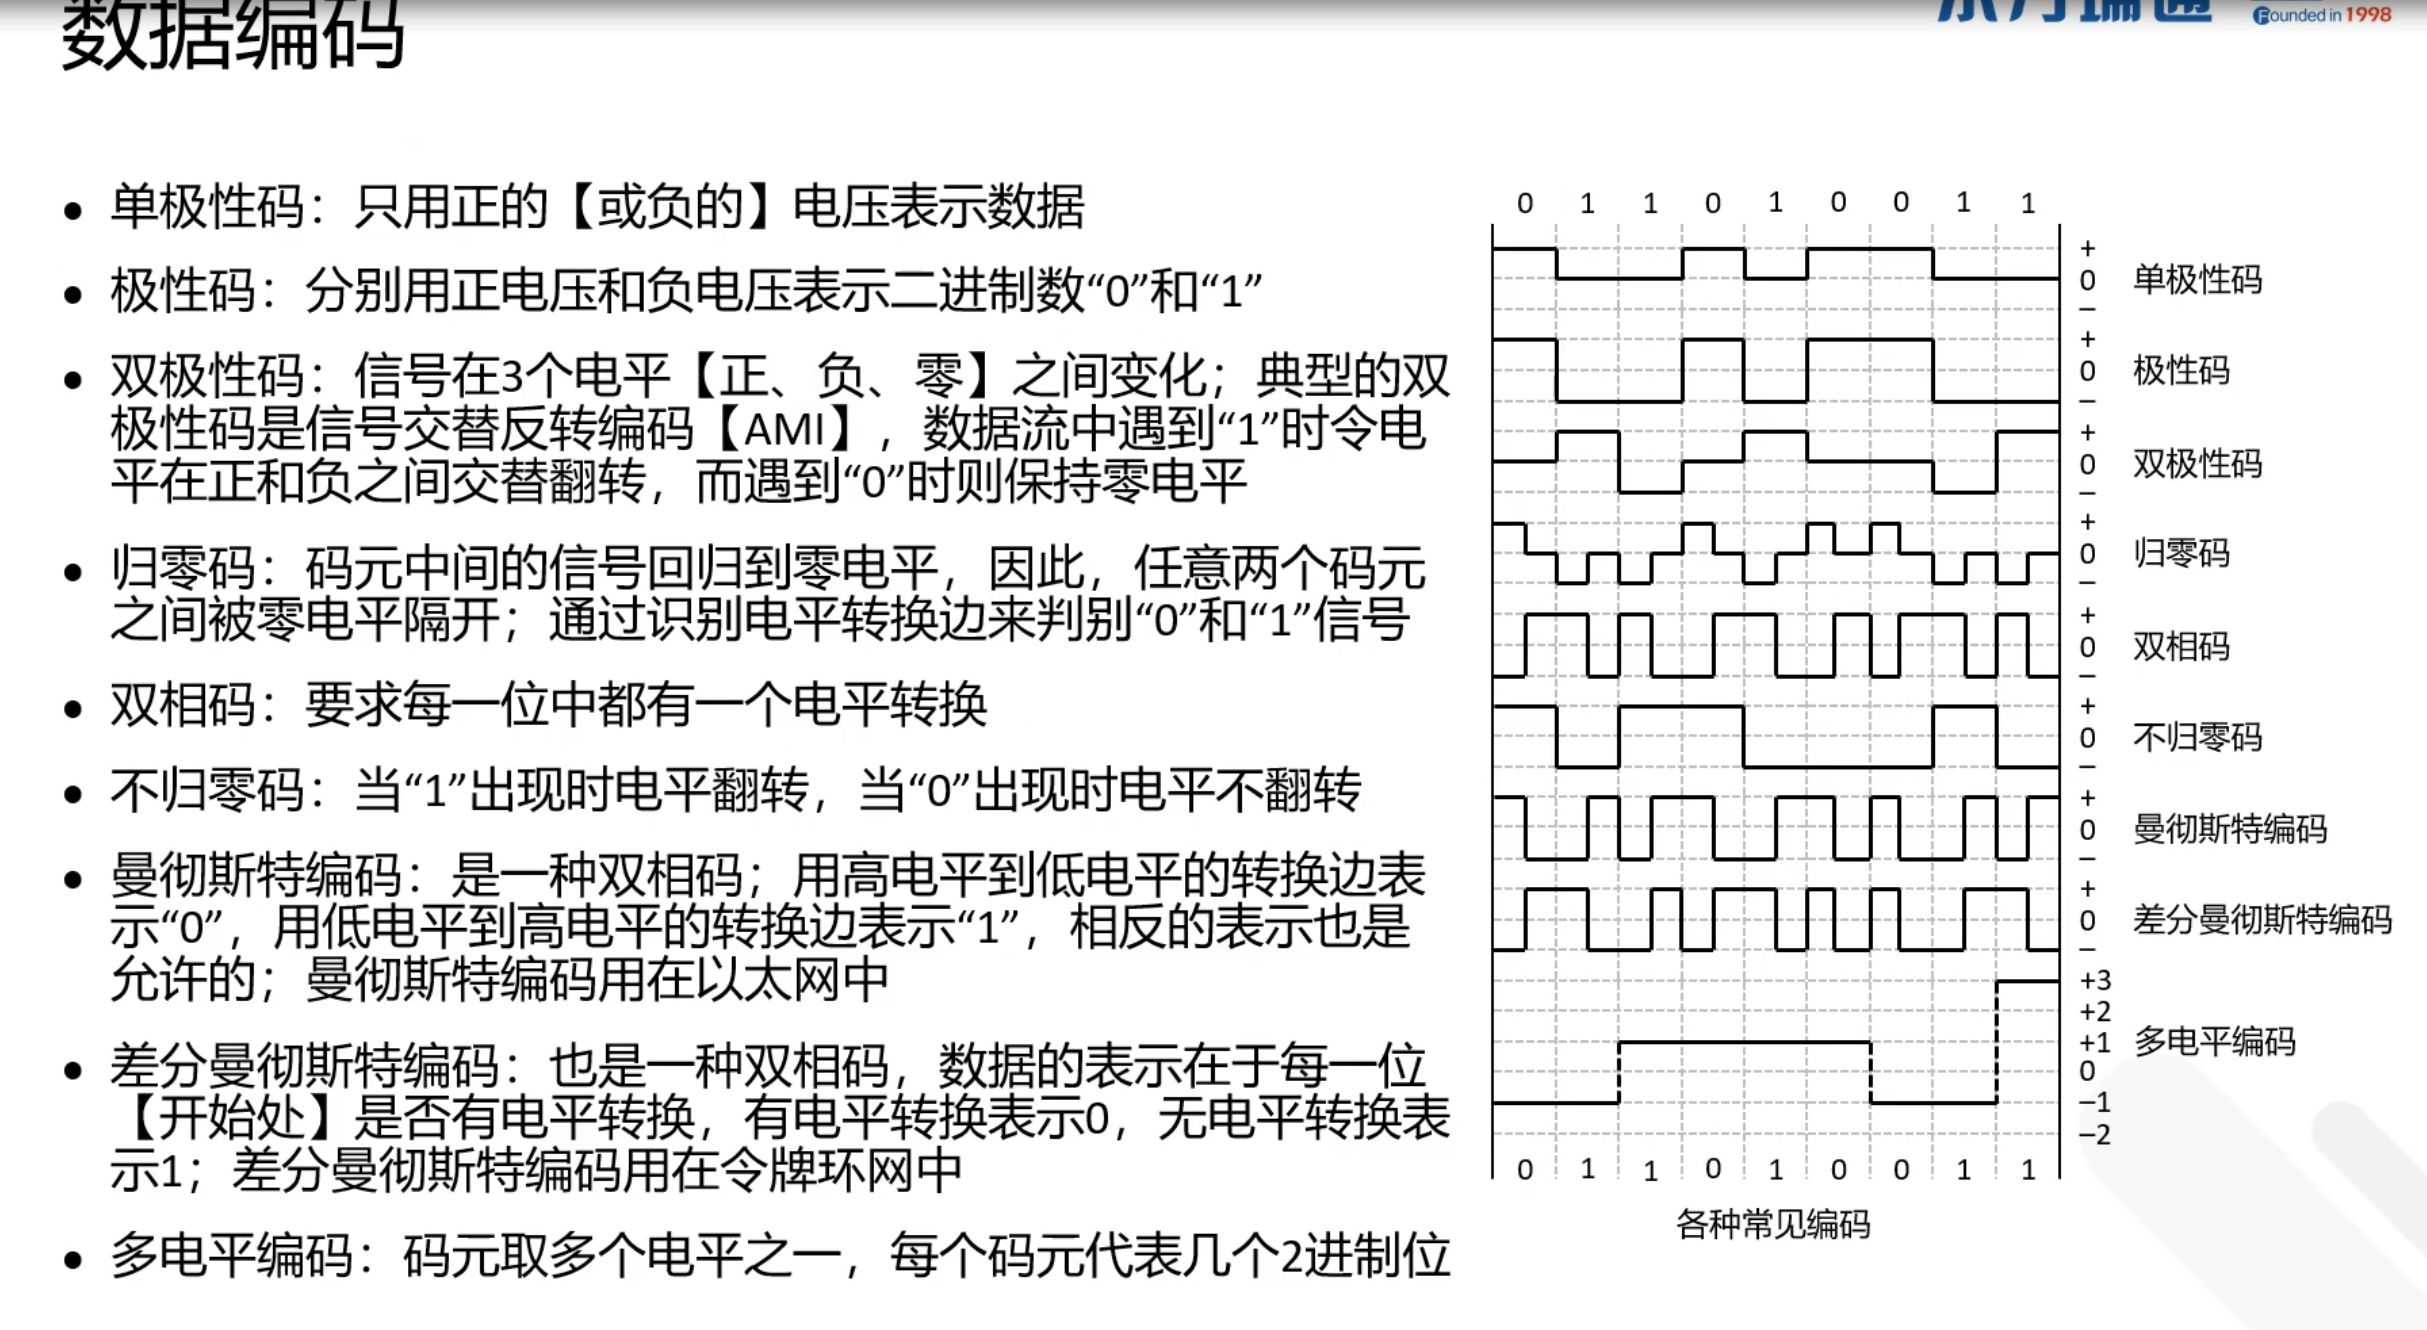 数据编码
Founded in 1998
• 单极性码：只用正的【或负的】电压表示数据
• 极性码：分别用正电压和负电压表示二进制数“0”和“1”
• 双极性码：信号在3个电平【正、负、零】之间变化；典型的双
极性码是信号交替反转编码【AMI】，数据流中遇到“1”时令电
平在正和负之间交替翻转，而遇到“0”时则保持零电平
• 归零码：码元中间的信号回归到零电平，因此，任意两个码元
之间被零电平隔开；通过识别电平转换边来判别“0”和“1”信号
• 双相码：要求每一位中都有一个电平转换
• 不归零码：当“1”出现时电平翻转，当“0”出现时电平不翻转
• 曼彻斯特编码：是一种双相码；用高电平到低电平的转换边表
示“0”，用低电平到高电平的转换边表示“1”，相反的表示也是
允许的；曼彻斯特编码用在以太网中
• 差分曼彻斯特编码：也是一种双相码，数据的表示在于每一位
【开始处】是否有电平转换，有电平转换表示0，无电平转换表
示1；差分曼彻斯特编码用在令牌环网中
• 多电平编码：码元取多个电平之一，每个码元代表几个2进制位
0 1 1 0 1 0 0 1 1
+
0 单极性码
−
+
0 极性码
−
+
0 双极性码
−
+
0 归零码
−
+
0 双相码
−
+
0 不归零码
−
+
0 曼彻斯特编码
−
+
0 差分曼彻斯特编码
−
+3
+2
+1 多电平编码
0
−1
−2
0 1 1 0 1 0 0 1 1
各种常见编码